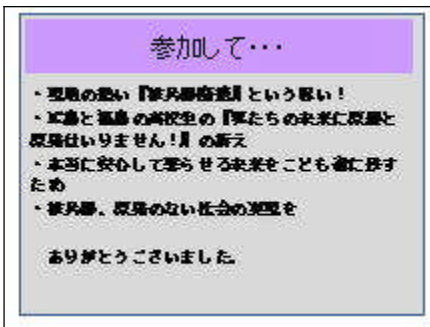 参加して・・・
・現地の熱い『核兵器廃絶』という思い！
・広島と福島の高校生の『私たちの未来に原爆と
原発はいりません！』の訴え
・本当に安心して暮らせる未来をこども達に残す
ため
・核兵器、原発のない社会の実現を
ありがとうございました。